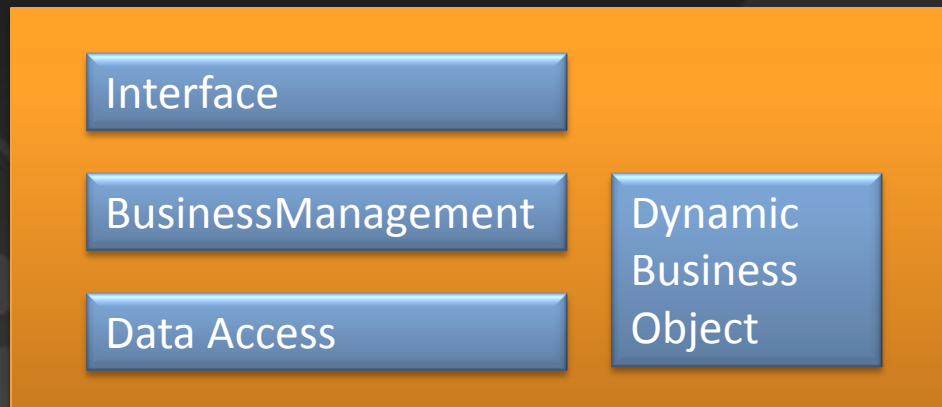 Interface
BusinessManagement
Data Access
Dynamic
Business
Object